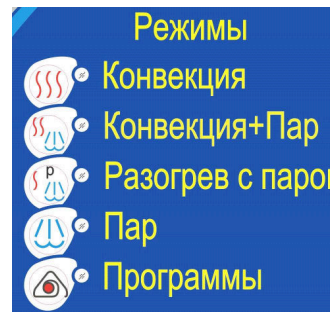 Режимы
Конвекция
Конвекция+Пар
p
Разогрев с паро
Пар
Программы